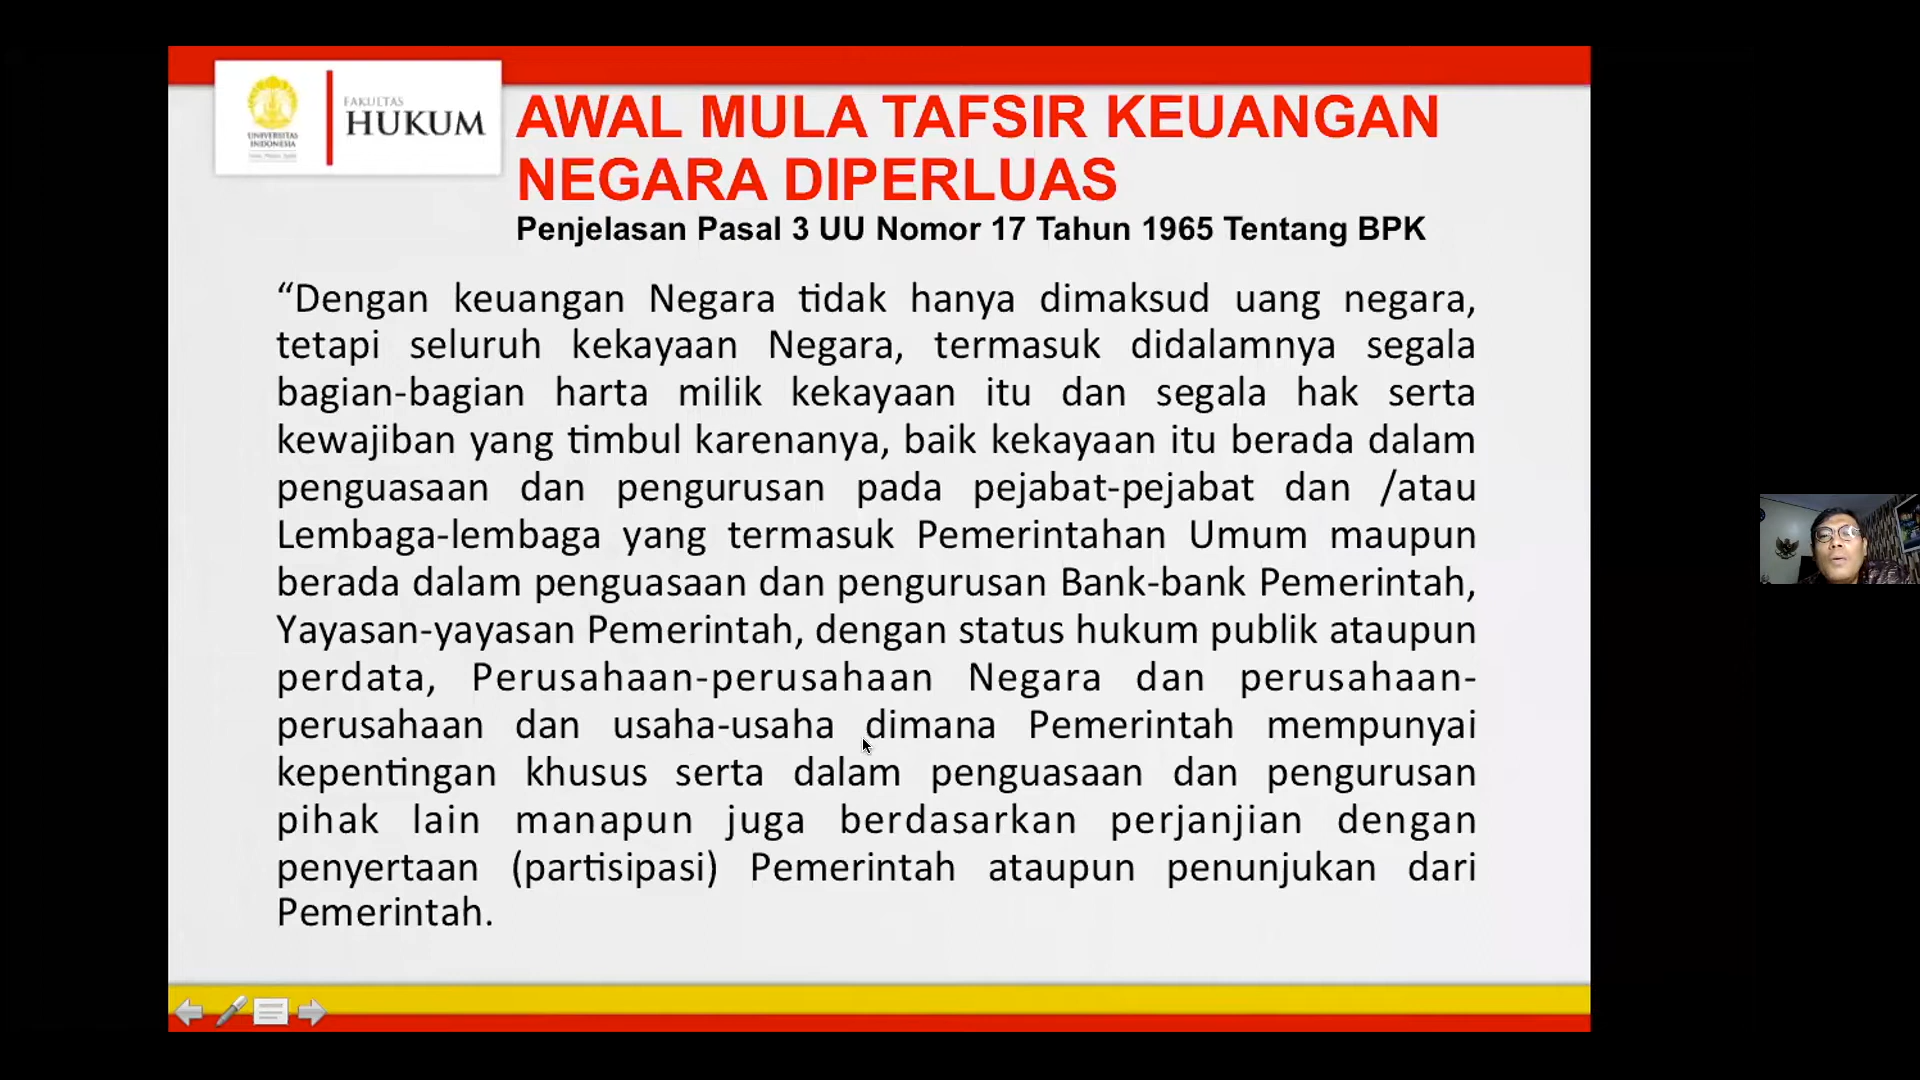 UNIVERSITAS
INDONESIA
FAKULTAS
HUKUM
AWAL MULA TAFSIR KEUANGAN
NEGARA DIPERLUAS
Penjelasan Pasal 3 UU Nomor 17 Tahun 1965 Tentang BPK
“Dengan keuangan Negara tidak hanya dimaksud uang negara,
tetapi seluruh kekayaan Negara, termasuk didalamnya segala
bagian-bagian harta milik kekayaan itu dan segala hak serta
kewajiban yang timbul karenanya, baik kekayaan itu berada dalam
penguasaan dan pengurusan pada pejabat-pejabat dan /atau
Lembaga-lembaga yang termasuk Pemerintahan Umum maupun
berada dalam penguasaan dan pengurusan Bank-bank Pemerintah,
Yayasan-yayasan Pemerintah, dengan status hukum publik ataupun
perdata, Perusahaan-perusahaan Negara dan perusahaan-
perusahaan dan usaha-usaha dimana Pemerintah mempunyai
kepentingan khusus serta dalam penguasaan dan pengurusan
pihak lain manapun juga berdasarkan perjanjian dengan
penyertaan (partisipasi) Pemerintah ataupun penunjukan dari
Pemerintah.